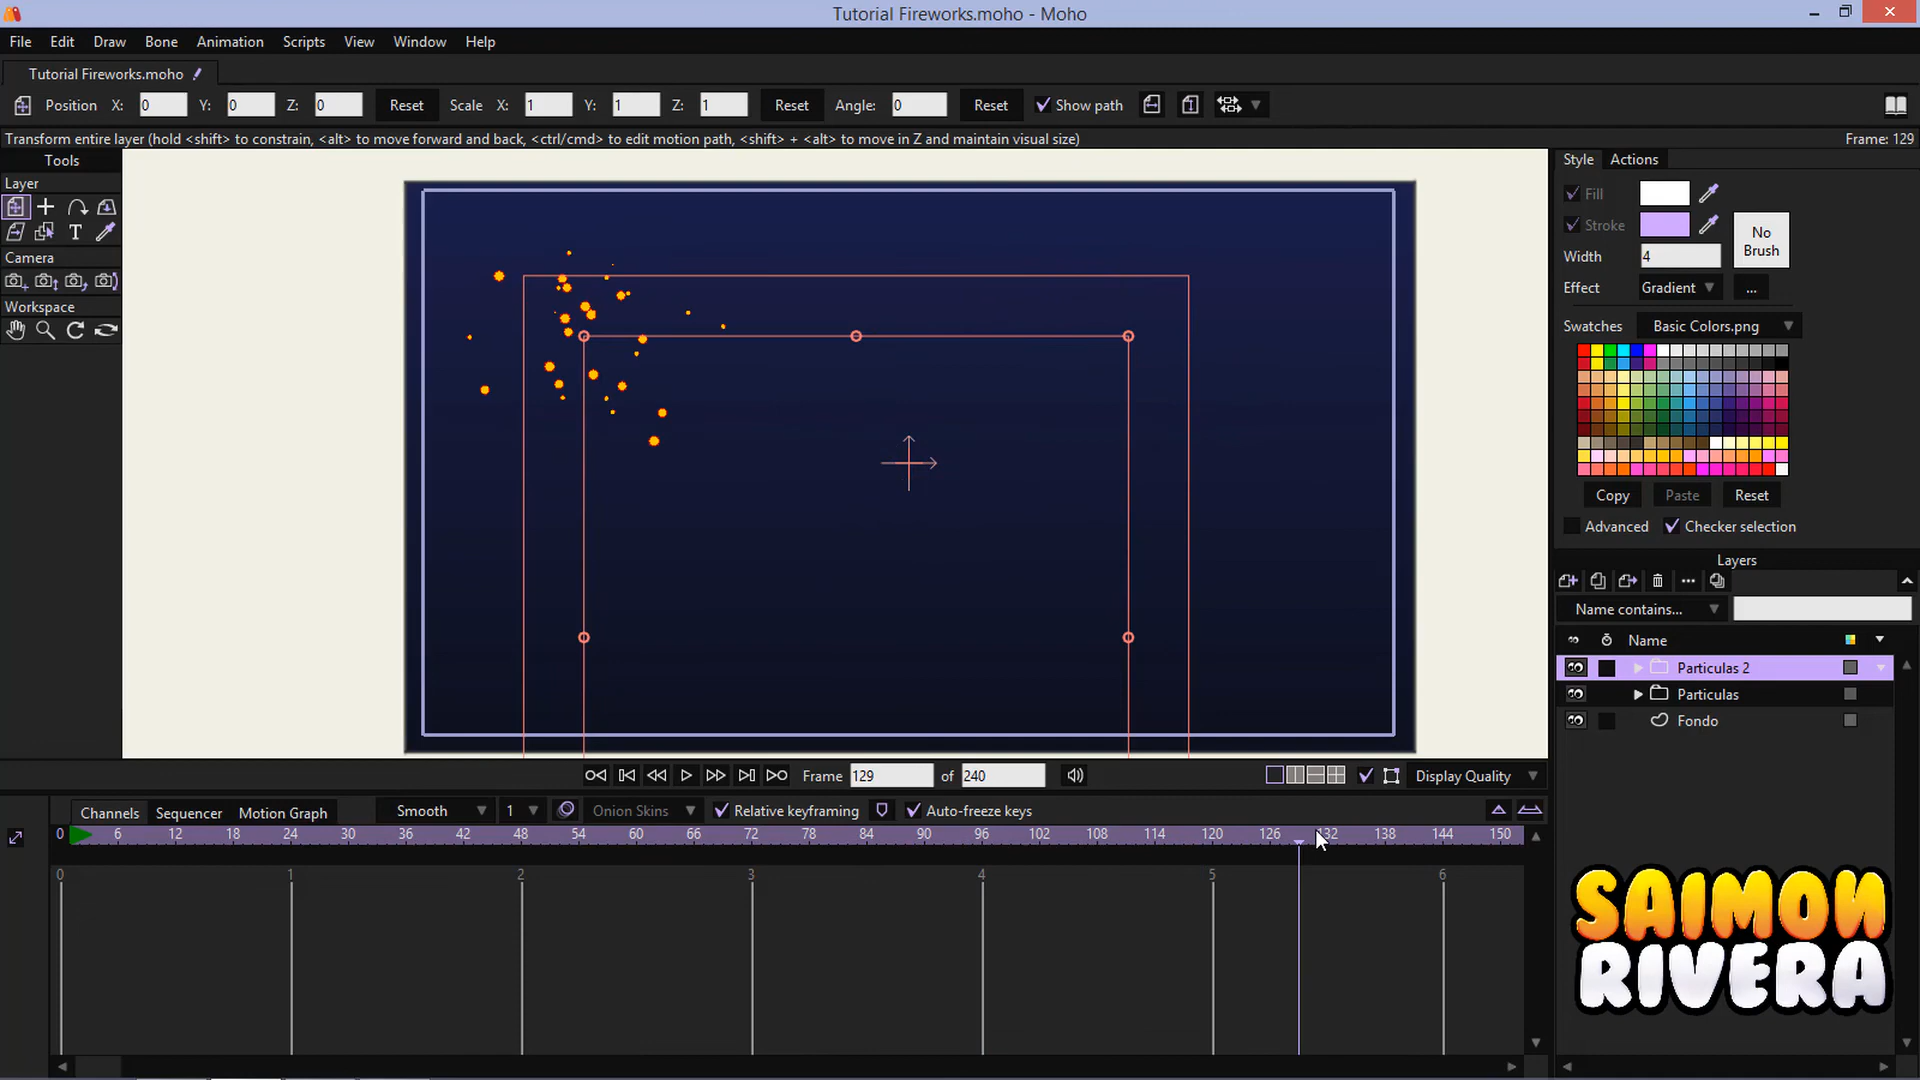 Tutorial Fireworks.moho - Moho
File Edit Draw Bone Animation Scripts View Window Help
Tutorial Fireworks.moho
Position X: 0 Y: 0 Z: 0 Reset Scale X: 1 Y: 1 Z: 1 Reset Angle: 0 Reset Show path
Transform entire layer (hold <shift> to constrain, <alt> to move forward and back, <ctrl/cmd> to edit motion path, <shift> + <alt> to move in Z and maintain visual size) Frame: 129
Tools
Layer
T
Camera
Workspace
Style Actions
Fill
Stroke
No Brush
Width 4
Effect Gradient ...
Swatches Basic Colors.png
Copy Paste Reset
Advanced Checker selection
Layers
Name contains...
Name
Particulas 2
Particulas
Fondo
Frame 129 of 240 Display Quality
Channels Sequencer Motion Graph Smooth 1 Onion Skins Relative keyframing Auto-freeze keys
0 6 12 18 24 30 36 42 48 54 60 66 72 78 84 90 96 102 108 114 120 126 132 138 144 150
0 1 2 3 4 5 6
SAIMON
RIVERA